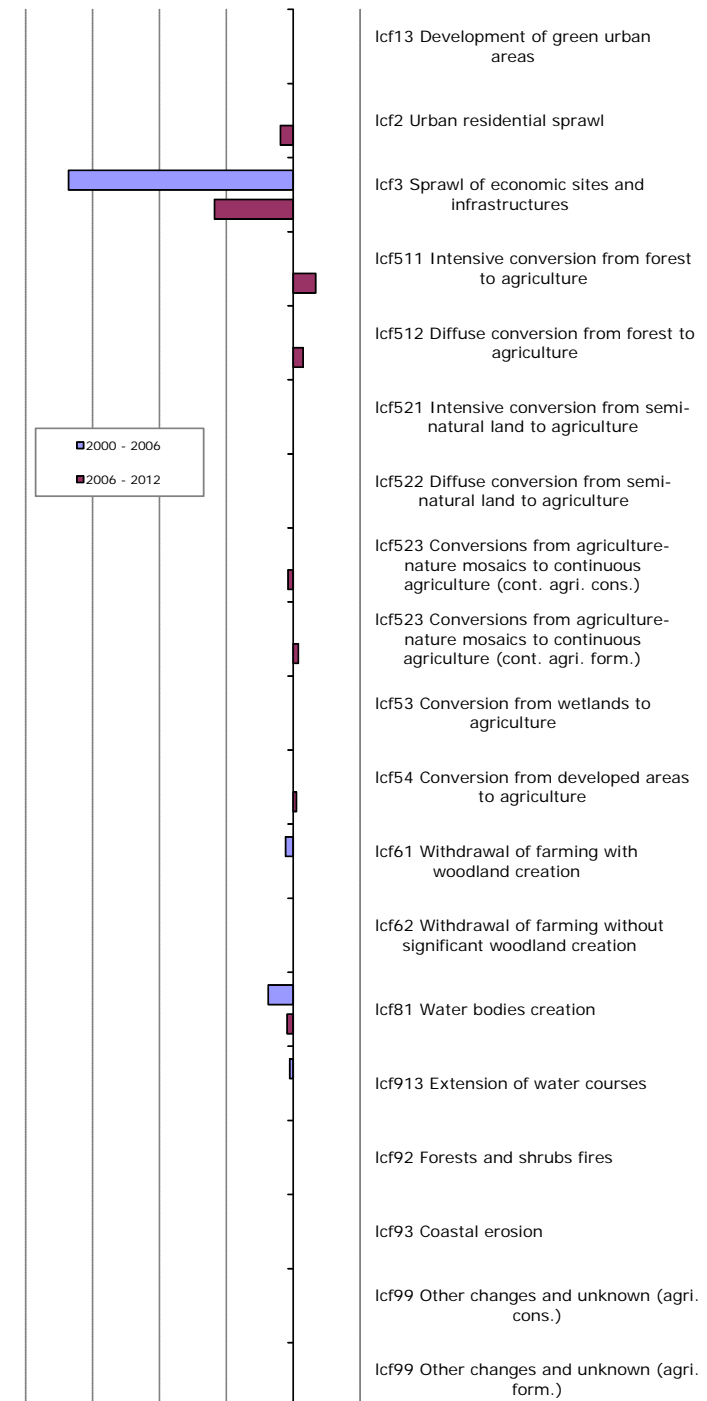 lcf13 Development of green urban
areas
lcf2 Urban residential sprawl
lcf3 Sprawl of economic sites and
infrastructures
lcf511 Intensive conversion from forest
to agriculture
lcf512 Diffuse conversion from forest to
agriculture
lcf521 Intensive conversion from semi-
natural land to agriculture
2000 - 2006
2006 - 2012
lcf522 Diffuse conversion from semi-
natural land to agriculture
lcf523 Conversions from agriculture-
nature mosaics to continuous
agriculture (cont. agri. cons.)
lcf523 Conversions from agriculture-
nature mosaics to continuous
agriculture (cont. agri. form.)
lcf53 Conversion from wetlands to
agriculture
lcf54 Conversion from developed areas
to agriculture
lcf61 Withdrawal of farming with
woodland creation
lcf62 Withdrawal of farming without
significant woodland creation
lcf81 Water bodies creation
lcf913 Extension of water courses
lcf92 Forests and shrubs fires
lcf93 Coastal erosion
lcf99 Other changes and unknown (agri.
cons.)
lcf99 Other changes and unknown (agri.
form.)